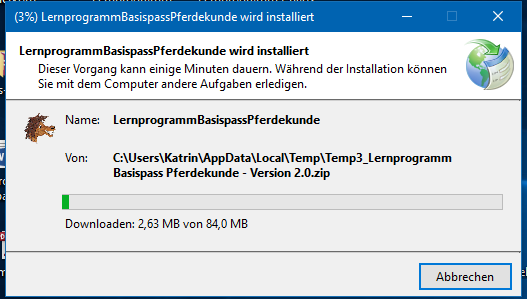 (3%) LernprogrammBasispassPferdekunde wird installiert
LernprogrammBasispassPferdekunde wird installiert
Dieser Vorgang kann einige Minuten dauern. Während der Installation können
Sie mit dem Computer andere Aufgaben erledigen.
Name: LernprogrammBasispassPferdekunde
Von: C:\Users\Katrin\AppData\Local\Temp\Temp3_Lernprogramm
Basispass Pferdekunde - Version 2.0.zip
Downloaden: 2,63 MB von 84,0 MB
Abbrechen